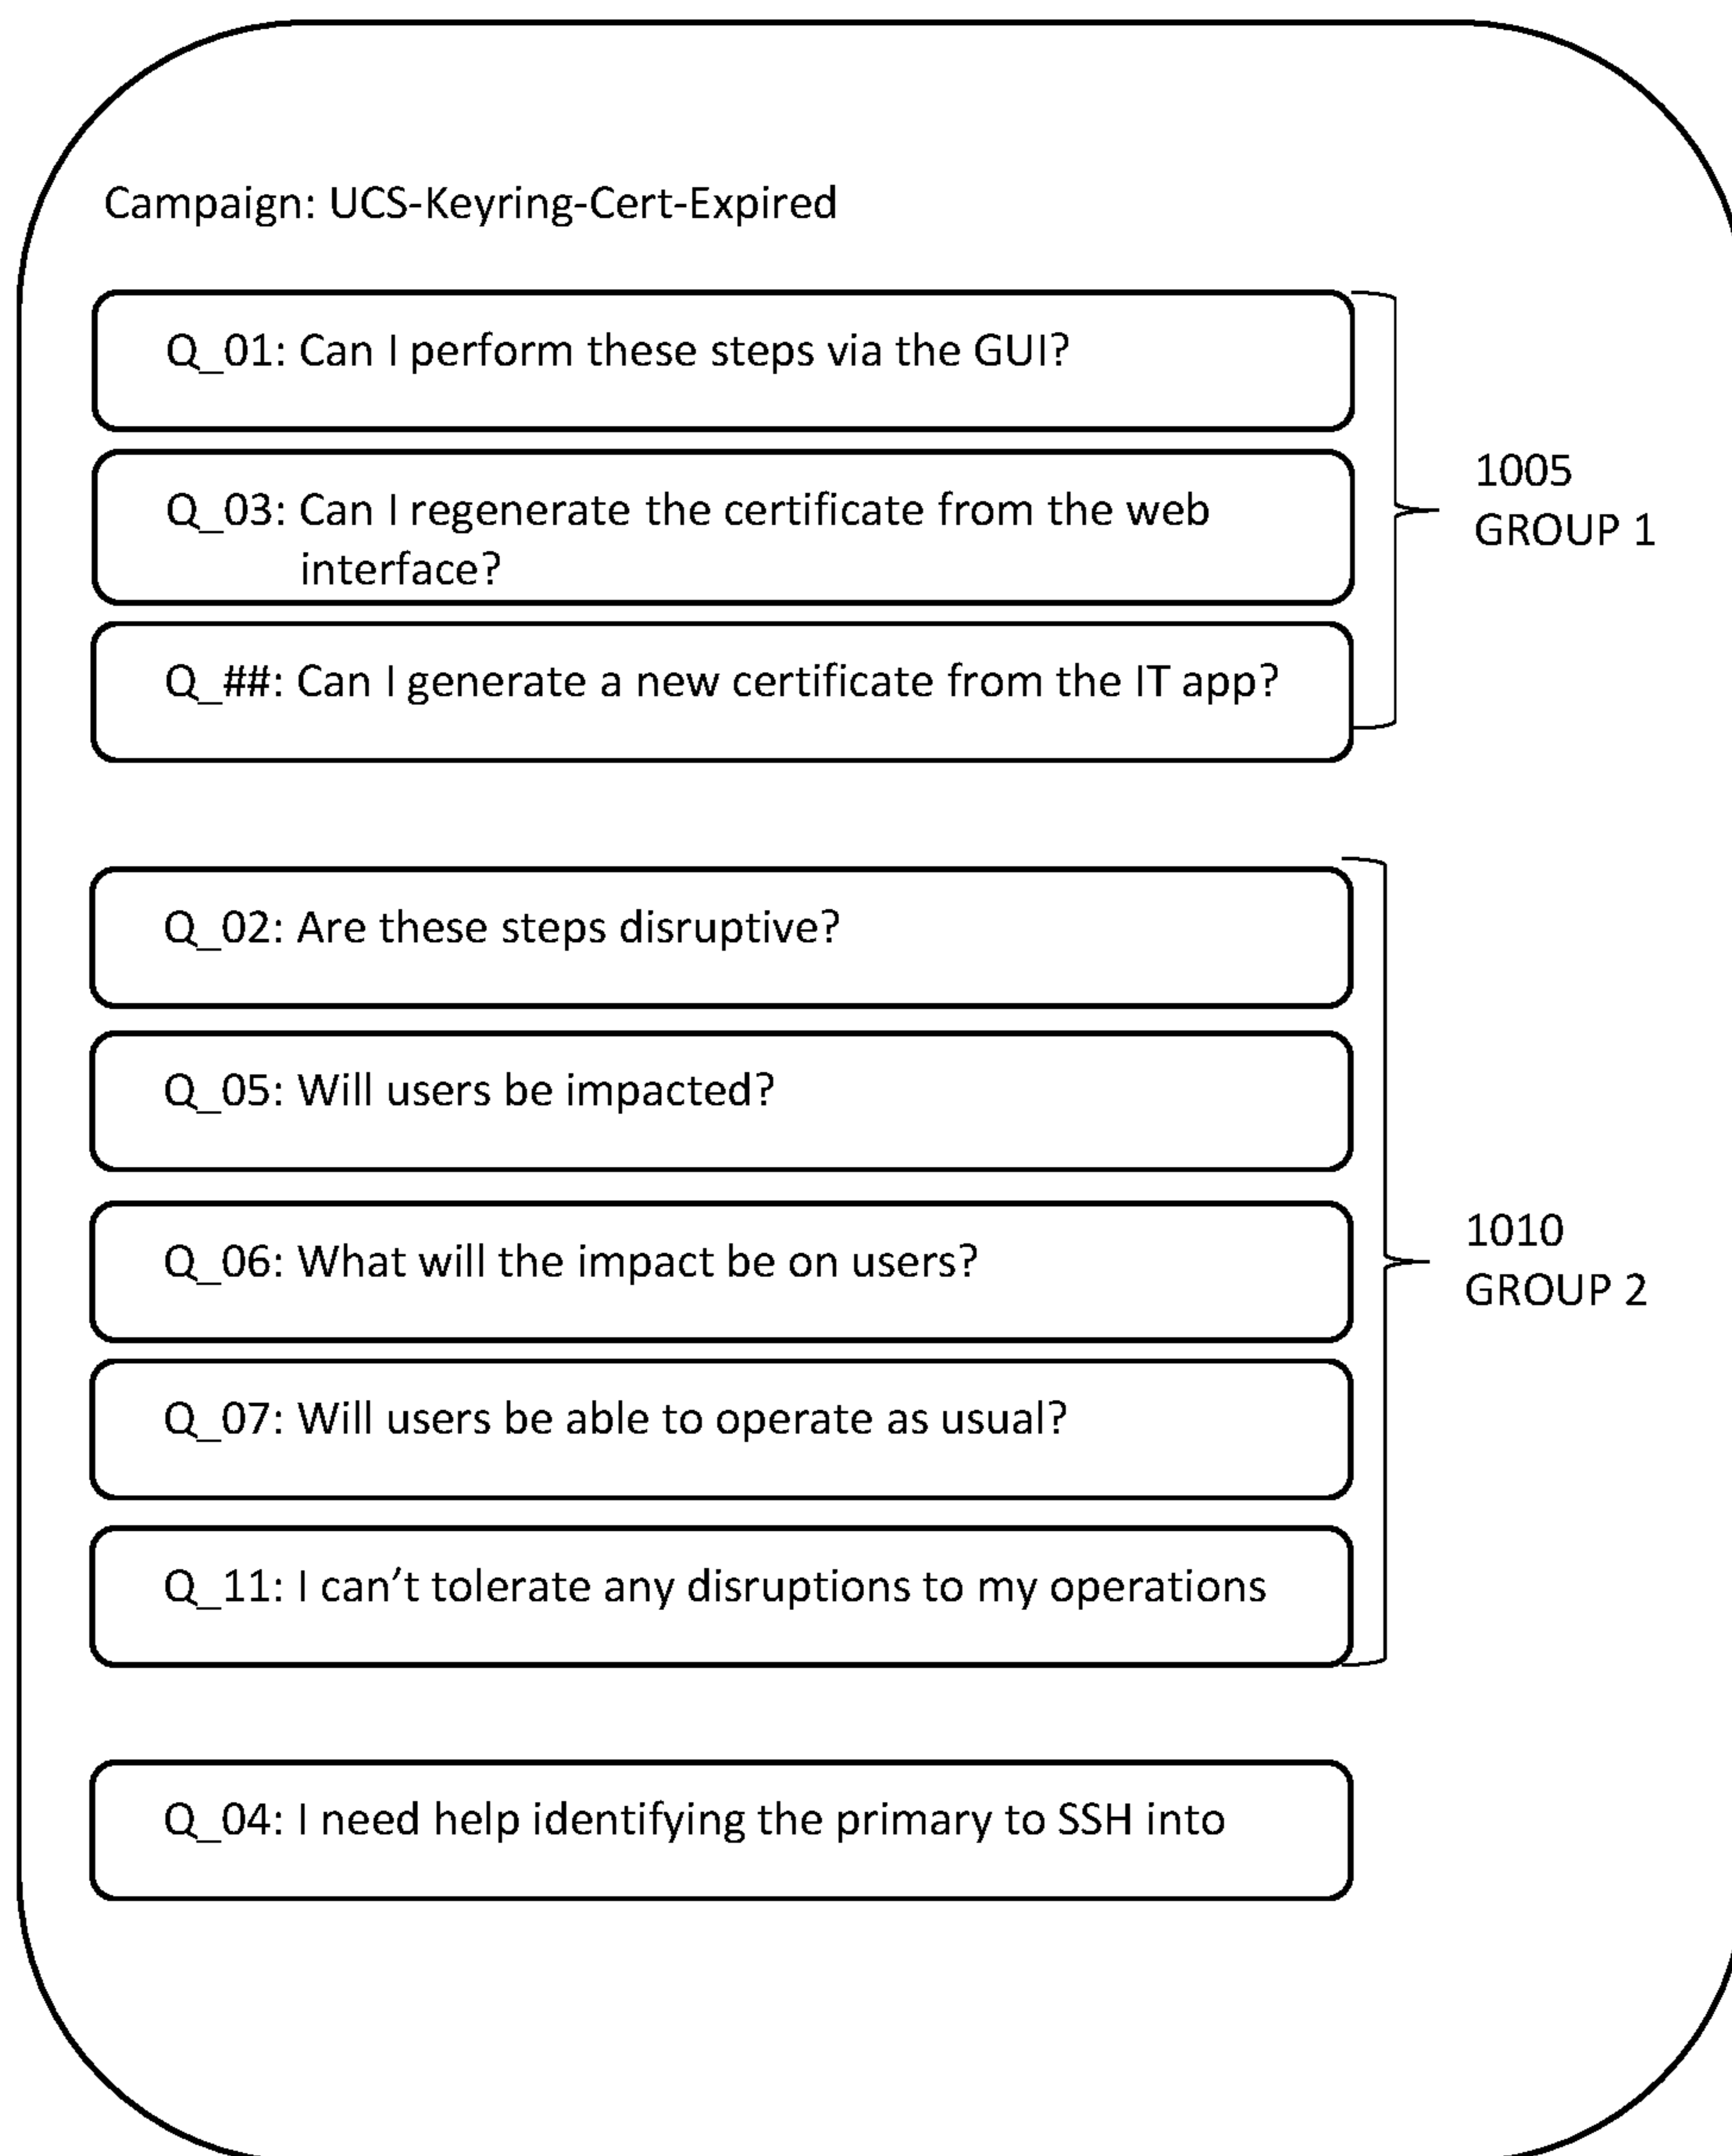 Campaign: UCS-Keyring-Cert-Expired
Q_01: Can I perform these steps via the GUI?
Q_03: Can I regenerate the certificate from the web
interface?
Q_##: Can I generate a new certificate from the IT app?
1005
GROUP 1
Q_02: Are these steps disruptive?
Q_05: Will users be impacted?
Q_06: What will the impact be on users?
Q_07: Will users be able to operate as usual?
Q_11: I can’t tolerate any disruptions to my operations
1010
GROUP 2
Q_04: I need help identifying the primary to SSH into